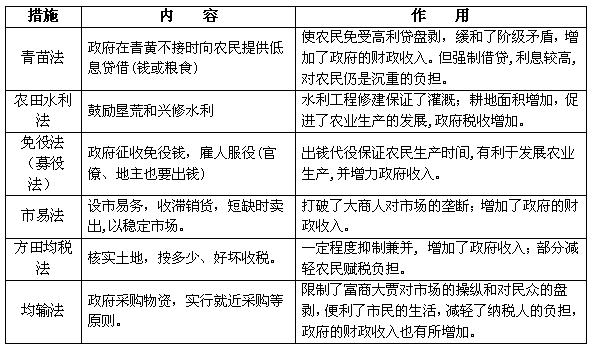 措施 内 容 作 用
青苗法
政府在青黄不接时向农民提供低
息贷借(钱或粮食)
使农民免受高利贷盘剥，缓和了阶级矛盾，增
加了政府的财政收入。但强制借贷,利息较高,
对农民仍是沉重的负担。
农田水利
法
鼓励垦荒和兴修水利
水利工程修建保证了灌溉；耕地面积增加，促
进了农业生产的发展,政府税收增加。
免役法
（募役
法）
政府征收免役钱，雇人服役(官
僚、地主也要出钱)
出钱代役保证农民生产时间,有利于发展农业
生产,并增力政府收入。
市易法
设市易务，收滞销货，短缺时卖
出,以稳定市场。
打破了大商人对市场的垄断；增加了政府的财
政收入。
方田均税
法
核实土地，按多少、好坏收税。
一定程度抑制兼并, 增加了政府收入；部分减
轻农民赋税负担。
均输法
政府采购物资，实行就近采购等
原则。
限制了富商大贾对市场的操纵和对民众的盘
剥，便利了市民的生活，减轻了纳税人的负担，
政府的财政收入也有所增加。